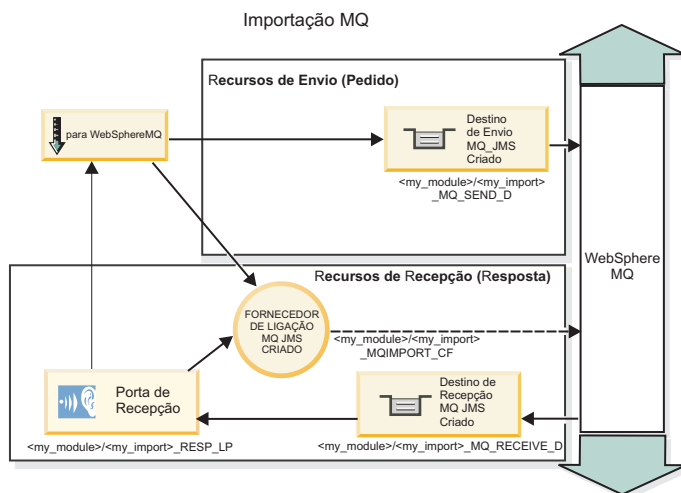 Importação MQ
Recursos de Envio (Pedido)
para WebSphereMQ
Destino
de Envio
MQ_JMS
Criado
<my_module>/<my_import>
_MQ_SEND_D
WebSphere
MQ
Recursos de Recepção (Resposta)
FORNECEDOR
DE LIGAÇÃO
MQ JMS
CRIADO
<my_module>/<my_import>
_MQIMPORT_CF
Porta de
Recepção
<my_module>/<my_import>_RESP_LP
Destino de
Recepção
MQ JMS
Criado
<my_module>/<my_import>_MQ_RECEIVE_D